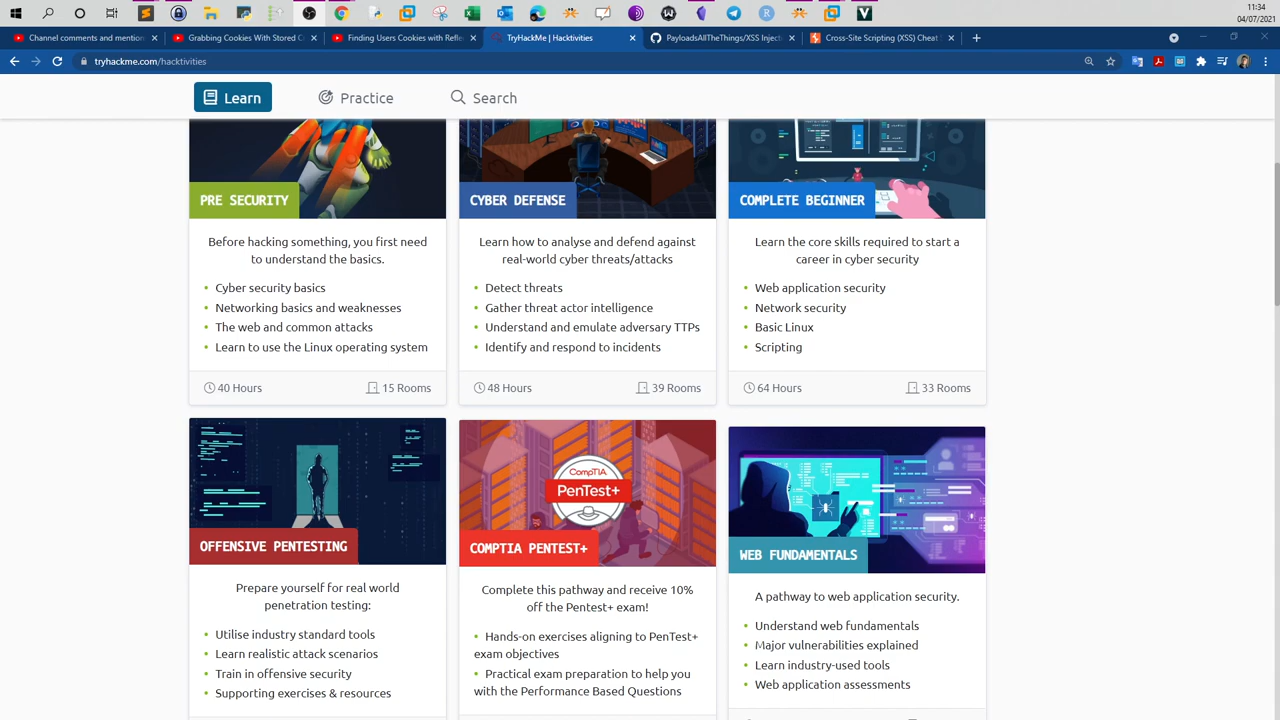 11:34
04/07/2021
Channel comments and mention
Grabbing Cookies With Stored C
Finding Users Cookies with Refle
TryHackMe | Hacktivities
PayloadsAllTheThings/XSS Inject
Cross-Site Scripting (XSS) Cheat S
tryhackme.com/hacktivities
Learn
Practice
Search
PRE SECURITY
CYBER DEFENSE
COMPLETE BEGINNER
Before hacking something, you first need
to understand the basics.
Cyber security basics
Networking basics and weaknesses
The web and common attacks
Learn to use the Linux operating system
40 Hours
15 Rooms
Learn how to analyse and defend against
real-world cyber threats/attacks
Detect threats
Gather threat actor intelligence
Understand and emulate adversary TTPs
Identify and respond to incidents
48 Hours
39 Rooms
Learn the core skills required to start a
career in cyber security
Web application security
Network security
Basic Linux
Scripting
64 Hours
33 Rooms
OFFENSIVE PENTESTING
Prepare yourself for real world
penetration testing:
Utilise industry standard tools
Learn realistic attack scenarios
Train in offensive security
Supporting exercises & resources
CompTIA
PenTest+
COMPTIA PENTEST+
Complete this pathway and receive 10%
off the Pentest+ exam!
Hands-on exercises aligning to PenTest+
exam objectives
Practical exam preparation to help you
with the Performance Based Questions
WEB FUNDAMENTALS
A pathway to web application security.
Understand web fundamentals
Major vulnerabilities explained
Learn industry-used tools
Web application assessments